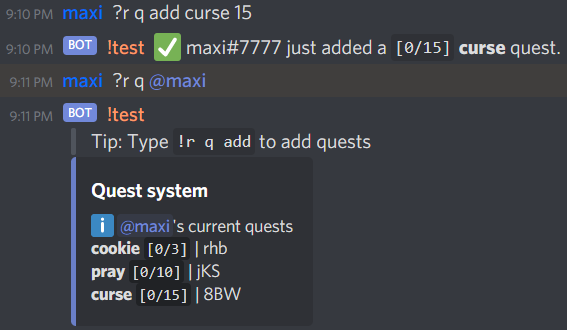 9:10 PM maxi ?r q add curse 15
9:10 PM BOT !test ✅ maxi#7777 just added a [0/15] curse quest.
9:11 PM maxi ?r q @maxi
9:11 PM BOT !test
Tip: Type !r q add to add quests
Quest system
ℹ️ @maxi's current quests
cookie [0/3] | rhb
pray [0/10] | jKS
curse [0/15] | 8BW